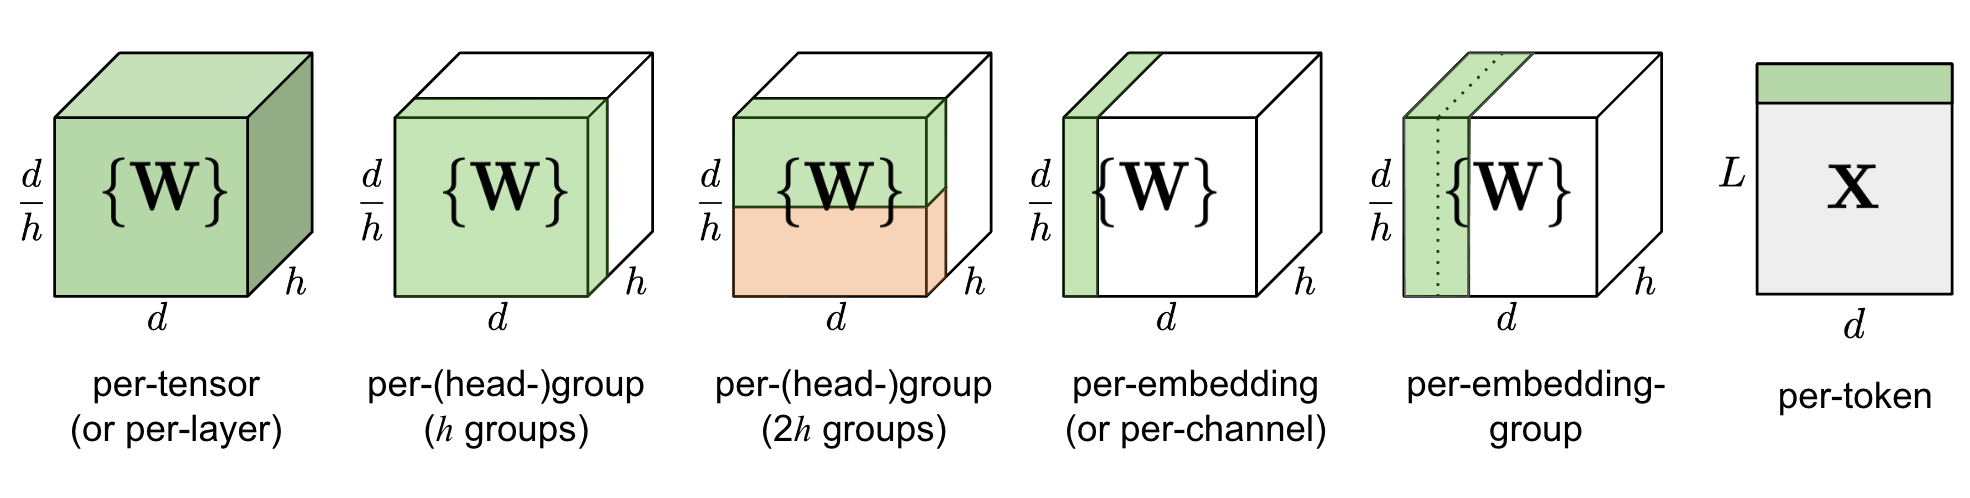 {W}
d
h
h
d
per-tensor
(or per-layer)
{W}
d
h
h
d
per-(head-)group
(h groups)
{W}
d
h
h
d
per-(head-)group
(2h groups)
{W}
d
h
h
d
per-embedding
(or per-channel)
{W}
d
h
h
d
per-embedding-
group
L
X
d
per-token